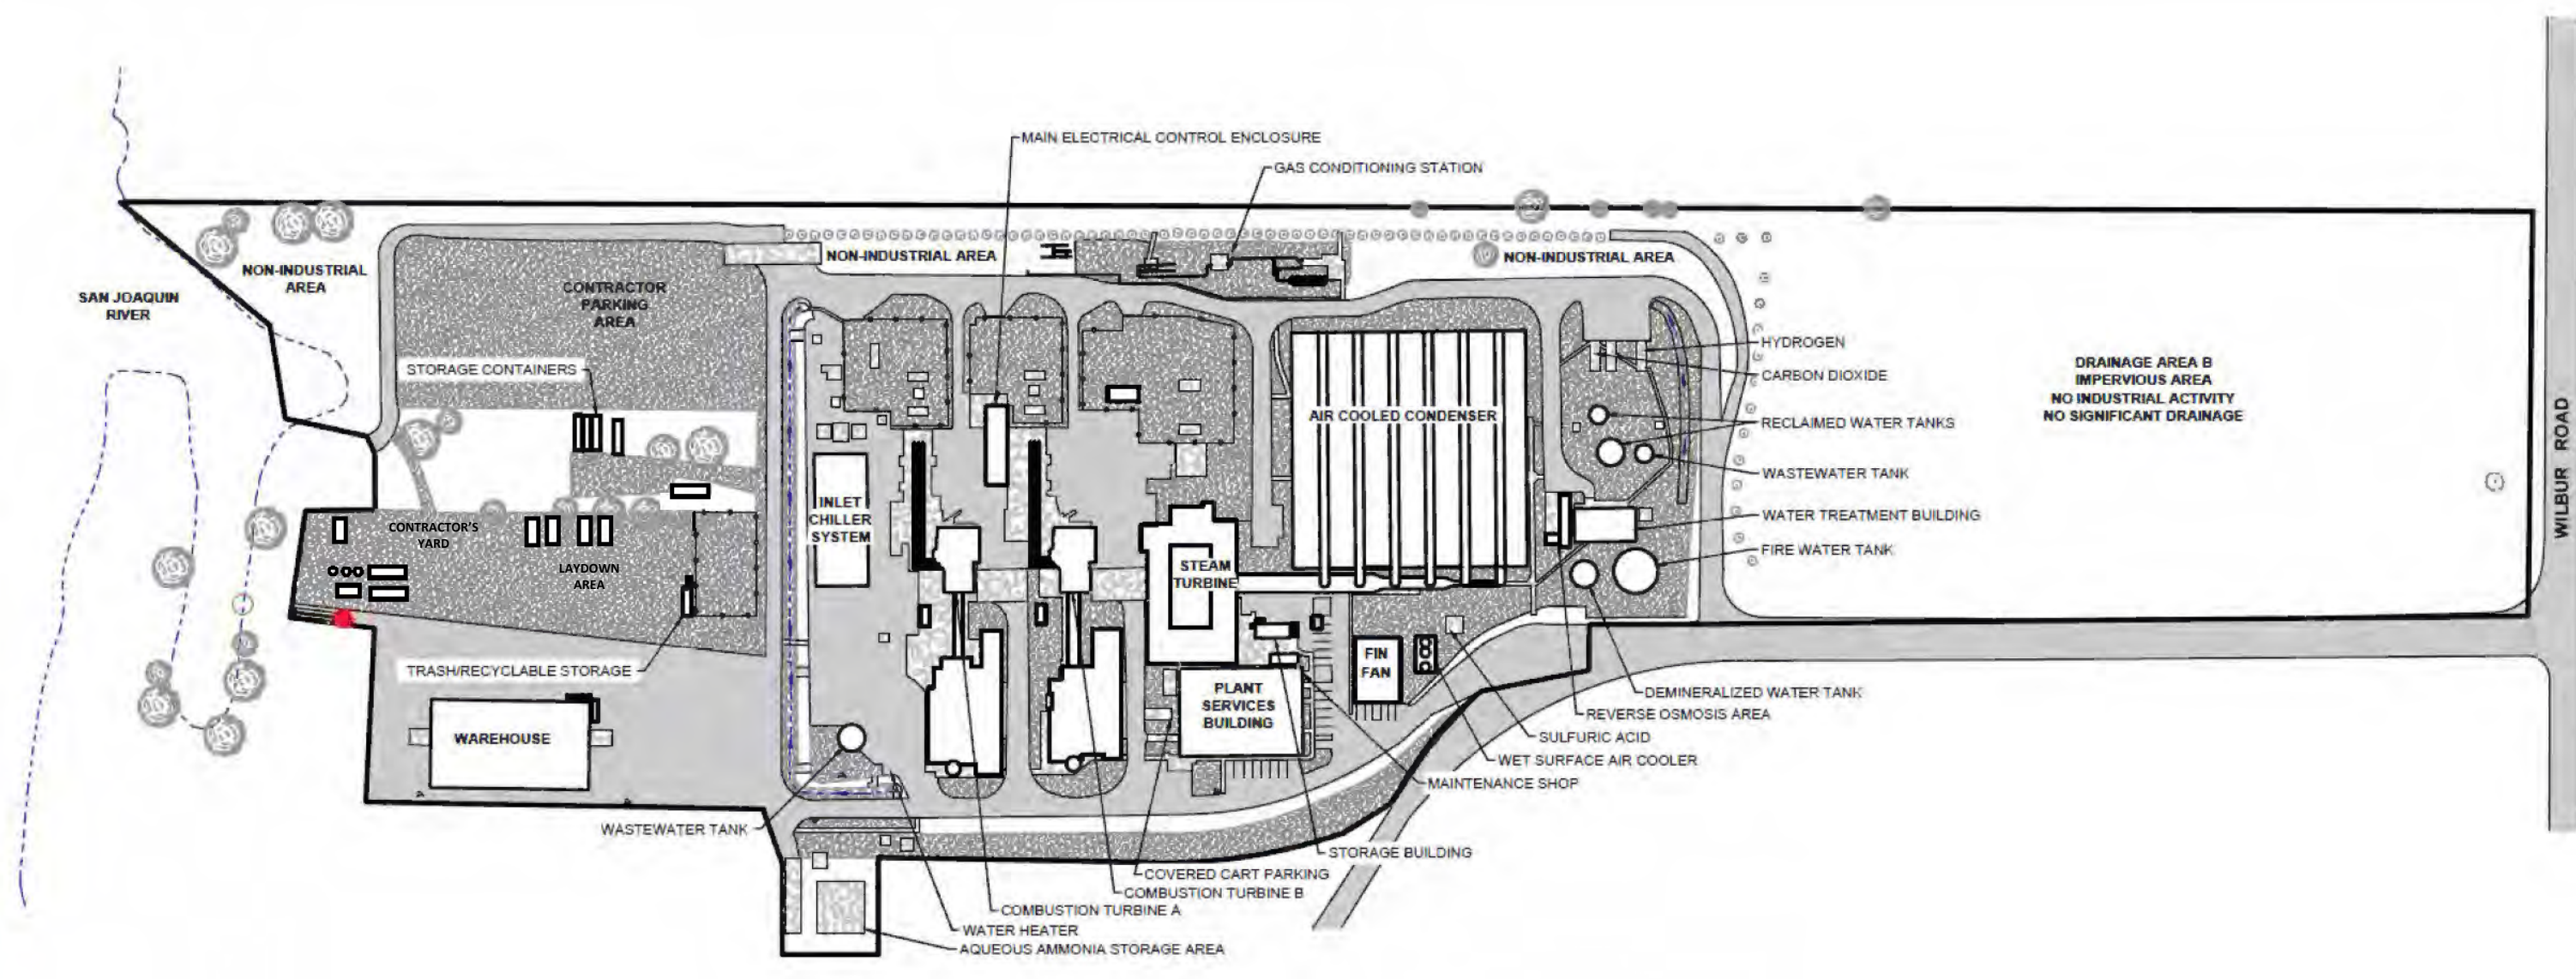 MAIN ELECTRICAL CONTROL ENCLOSURE
GAS CONDITIONING STATION
NON-INDUSTRIAL
AREA
NON-INDUSTRIAL AREA
NON-INDUSTRIAL AREA
SAN JOAQUIN
RIVER
CONTRACTOR
PARKING
AREA
STORAGE CONTAINERS
HYDROGEN
CARBON DIOXIDE
RECLAIMED WATER TANKS
WASTEWATER TANK
WATER TREATMENT BUILDING
FIRE WATER TANK
DRAINAGE AREA B
IMPERVIOUS AREA
NO INDUSTRIAL ACTIVITY
NO SIGNIFICANT DRAINAGE
WILBUR ROAD
AIR COOLED CONDENSER
INLET
CHILLER
SYSTEM
CONTRACTOR'S
YARD
LAYDOWN
AREA
STEAM
TURBINE
TRASH/RECYCLABLE STORAGE
FIN
FAN
PLANT
SERVICES
BUILDING
WAREHOUSE
DEMINERALIZED WATER TANK
REVERSE OSMOSIS AREA
SULFURIC ACID
WET SURFACE AIR COOLER
MAINTENANCE SHOP
WASTEWATER TANK
STORAGE BUILDING
COVERED CART PARKING
COMBUSTION TURBINE B
COMBUSTION TURBINE A
WATER HEATER
AQUEOUS AMMONIA STORAGE AREA